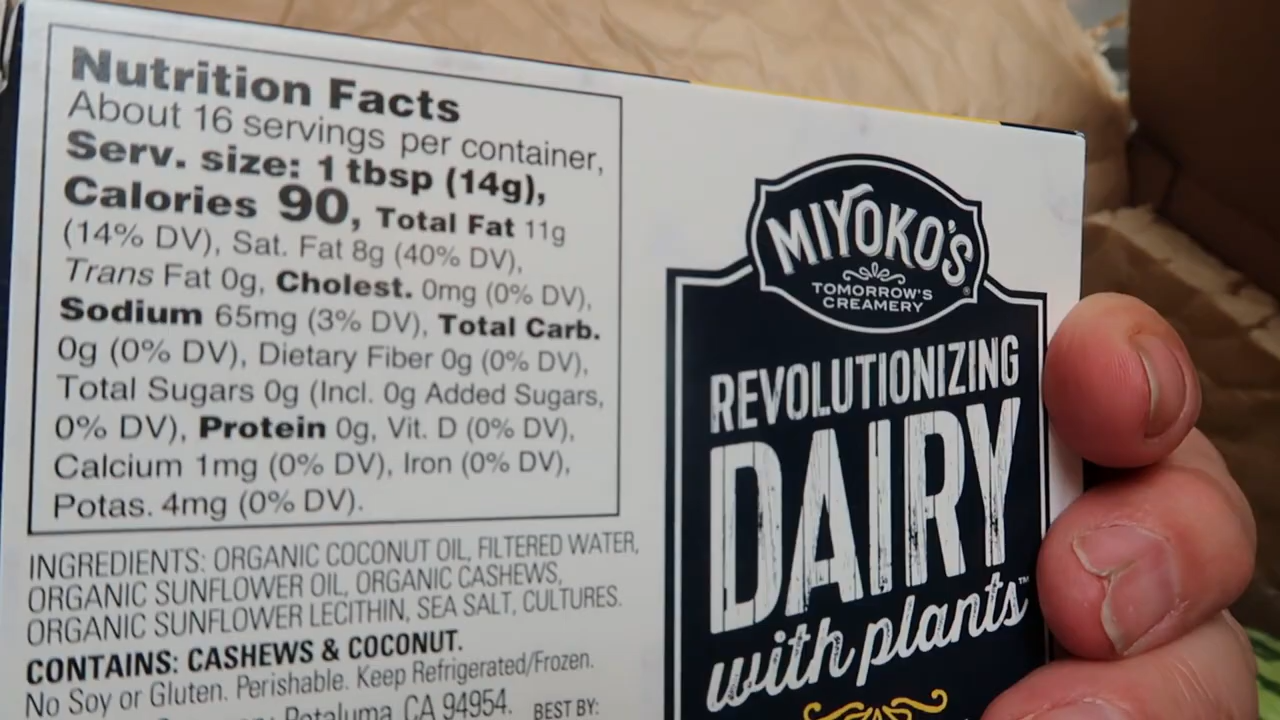 Nutrition Facts
About 16 servings per container,
Serv. size: 1 tbsp (14g),
Calories 90, Total Fat 11g
(14% DV), Sat. Fat 8g (40% DV),
Trans Fat 0g, Cholest. 0mg (0% DV),
Sodium 65mg (3% DV), Total Carb.
0g (0% DV), Dietary Fiber 0g (0% DV),
Total Sugars 0g (Incl. 0g Added Sugars,
0% DV), Protein 0g, Vit. D (0% DV),
Calcium 1mg (0% DV), Iron (0% DV),
Potas. 4mg (0% DV).
INGREDIENTS: ORGANIC COCONUT OIL, FILTERED WATER,
ORGANIC SUNFLOWER OIL, ORGANIC CASHEWS,
ORGANIC SUNFLOWER LECITHIN, SEA SALT, CULTURES.
CONTAINS: CASHEWS & COCONUT.
No Soy or Gluten. Perishable. Keep Refrigerated/Frozen.
Petaluma, CA 94954. BEST BY:
MIYOKO'S®
TOMORROW'S
CREAMERY
REVOLUTIONIZING
DAIRY
with plants™